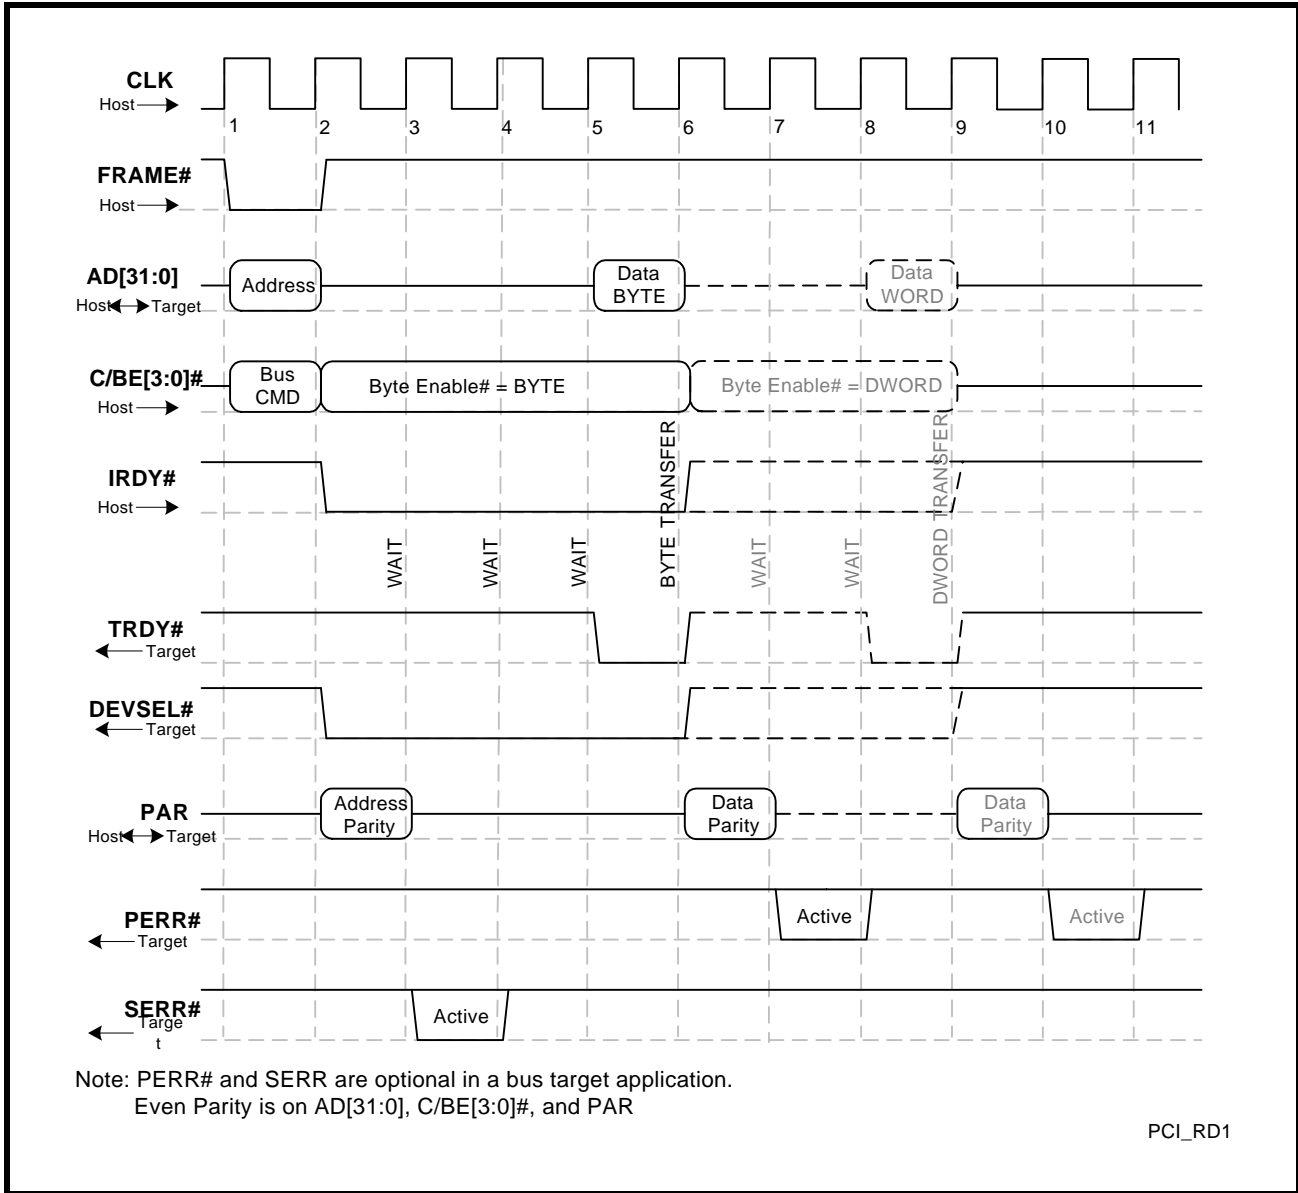 CLK
Host
1 2 3 4 5 6 7 8 9 10 11
FRAME#
Host
AD[31:0]
Host Target
Address
Data
BYTE
Data
WORD
C/BE[3:0]#
Host
Bus
CMD
Byte Enable# = BYTE
Byte Enable# = DWORD
IRDY#
Host
WAIT
WAIT
WAIT
BYTE TRANSFER
WAIT
WAIT
DWORD TRANSFER
TRDY#
Target
DEVSEL#
Target
PAR
Host Target
Address
Parity
Data
Parity
Data
Parity
PERR#
Target
Active
Active
SERR#
Targe
t
Active
Note: PERR# and SERR are optional in a bus target application.
Even Parity is on AD[31:0], C/BE[3:0]#, and PAR
PCI_RD1